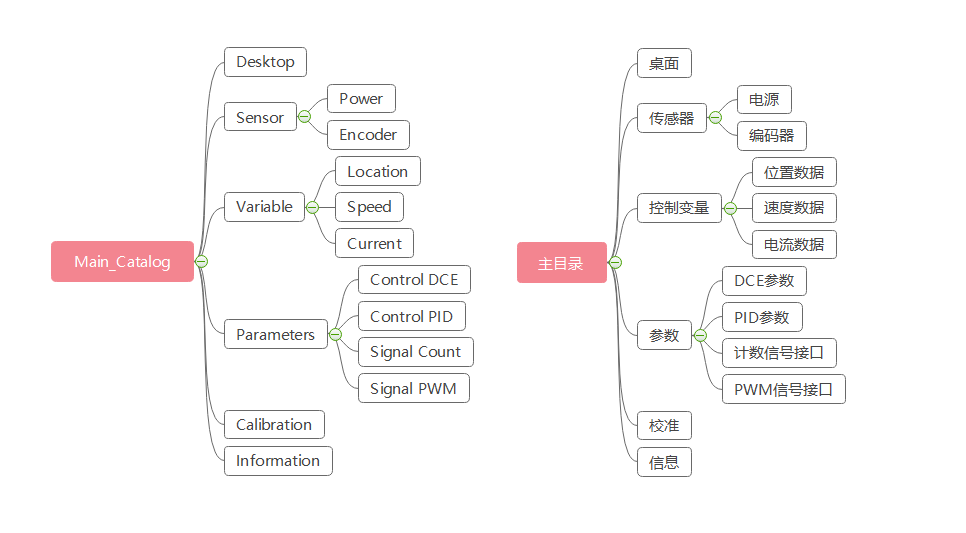 Main_Catalog
Desktop
Sensor
Power
Encoder
Variable
Location
Speed
Current
Parameters
Control DCE
Control PID
Signal Count
Signal PWM
Calibration
Information
主目录
桌面
传感器
电源
编码器
控制变量
位置数据
速度数据
电流数据
参数
DCE参数
PID参数
计数信号接口
PWM信号接口
校准
信息